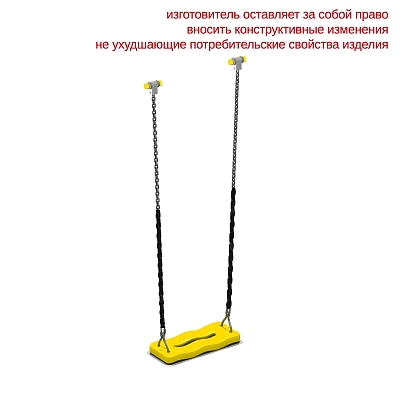 изготовитель оставляет за собой право
вносить конструктивные изменения
не ухудшающие потребительские свойства изделия